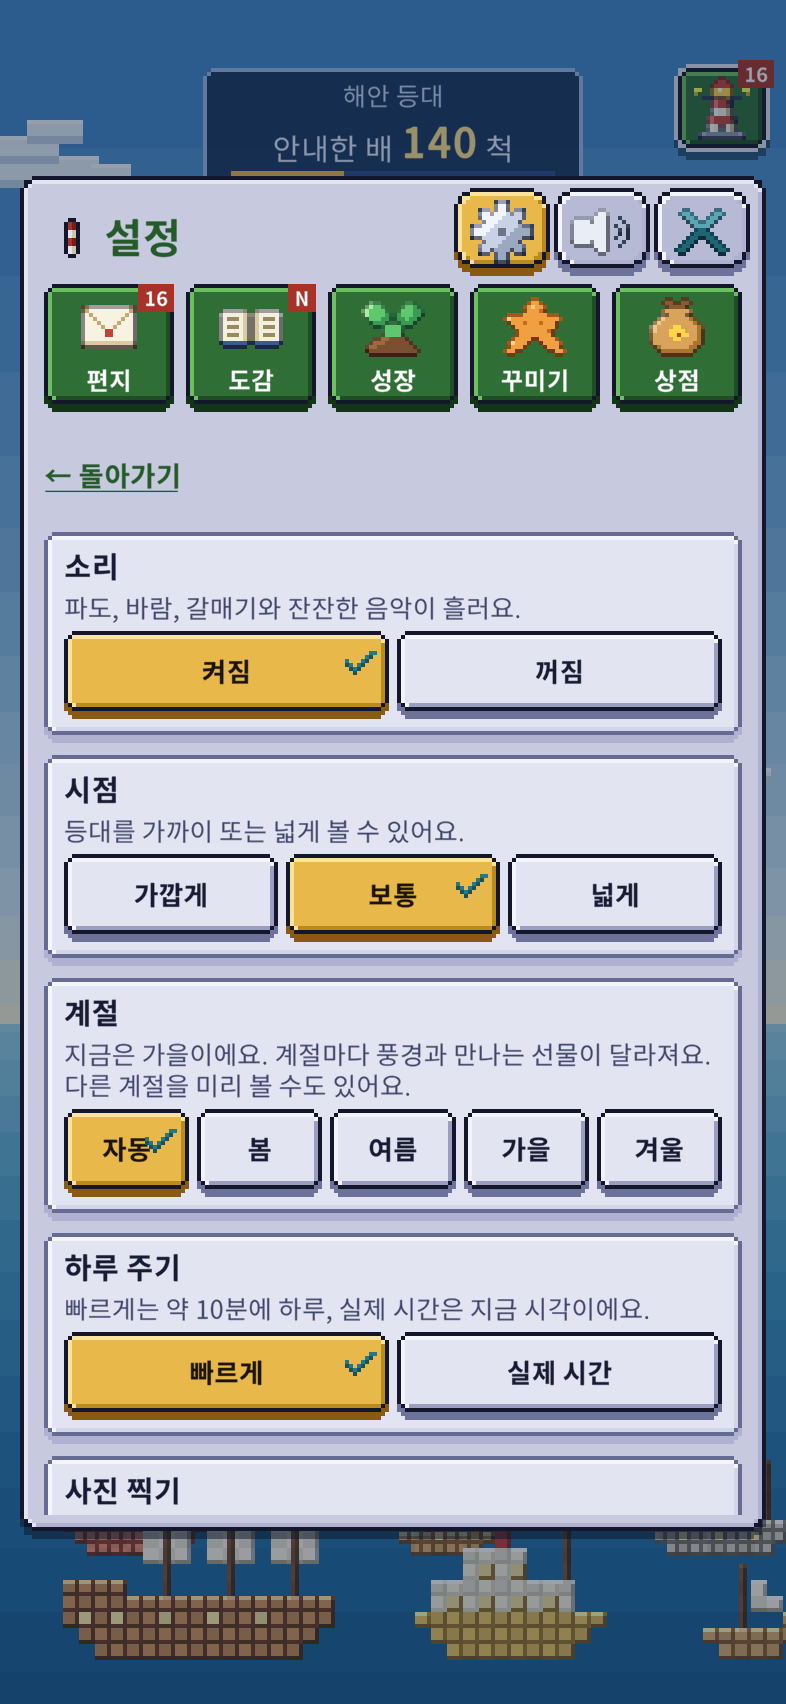 해안 등대
안내한 배 140 척
16
설정
16
N
편지
도감
성장
꾸미기
상점
← 돌아가기
소리
파도, 바람, 갈매기와 잔잔한 음악이 흘러요.
켜짐
꺼짐
시점
등대를 가까이 또는 넓게 볼 수 있어요.
가깝게
보통
넓게
계절
지금은 가을이에요. 계절마다 풍경과 만나는 선물이 달라져요.
다른 계절을 미리 볼 수도 있어요.
자동
봄
여름
가을
겨울
하루 주기
빠르게는 약 10분에 하루, 실제 시간은 지금 시각이에요.
빠르게
실제 시간
사진 찍기